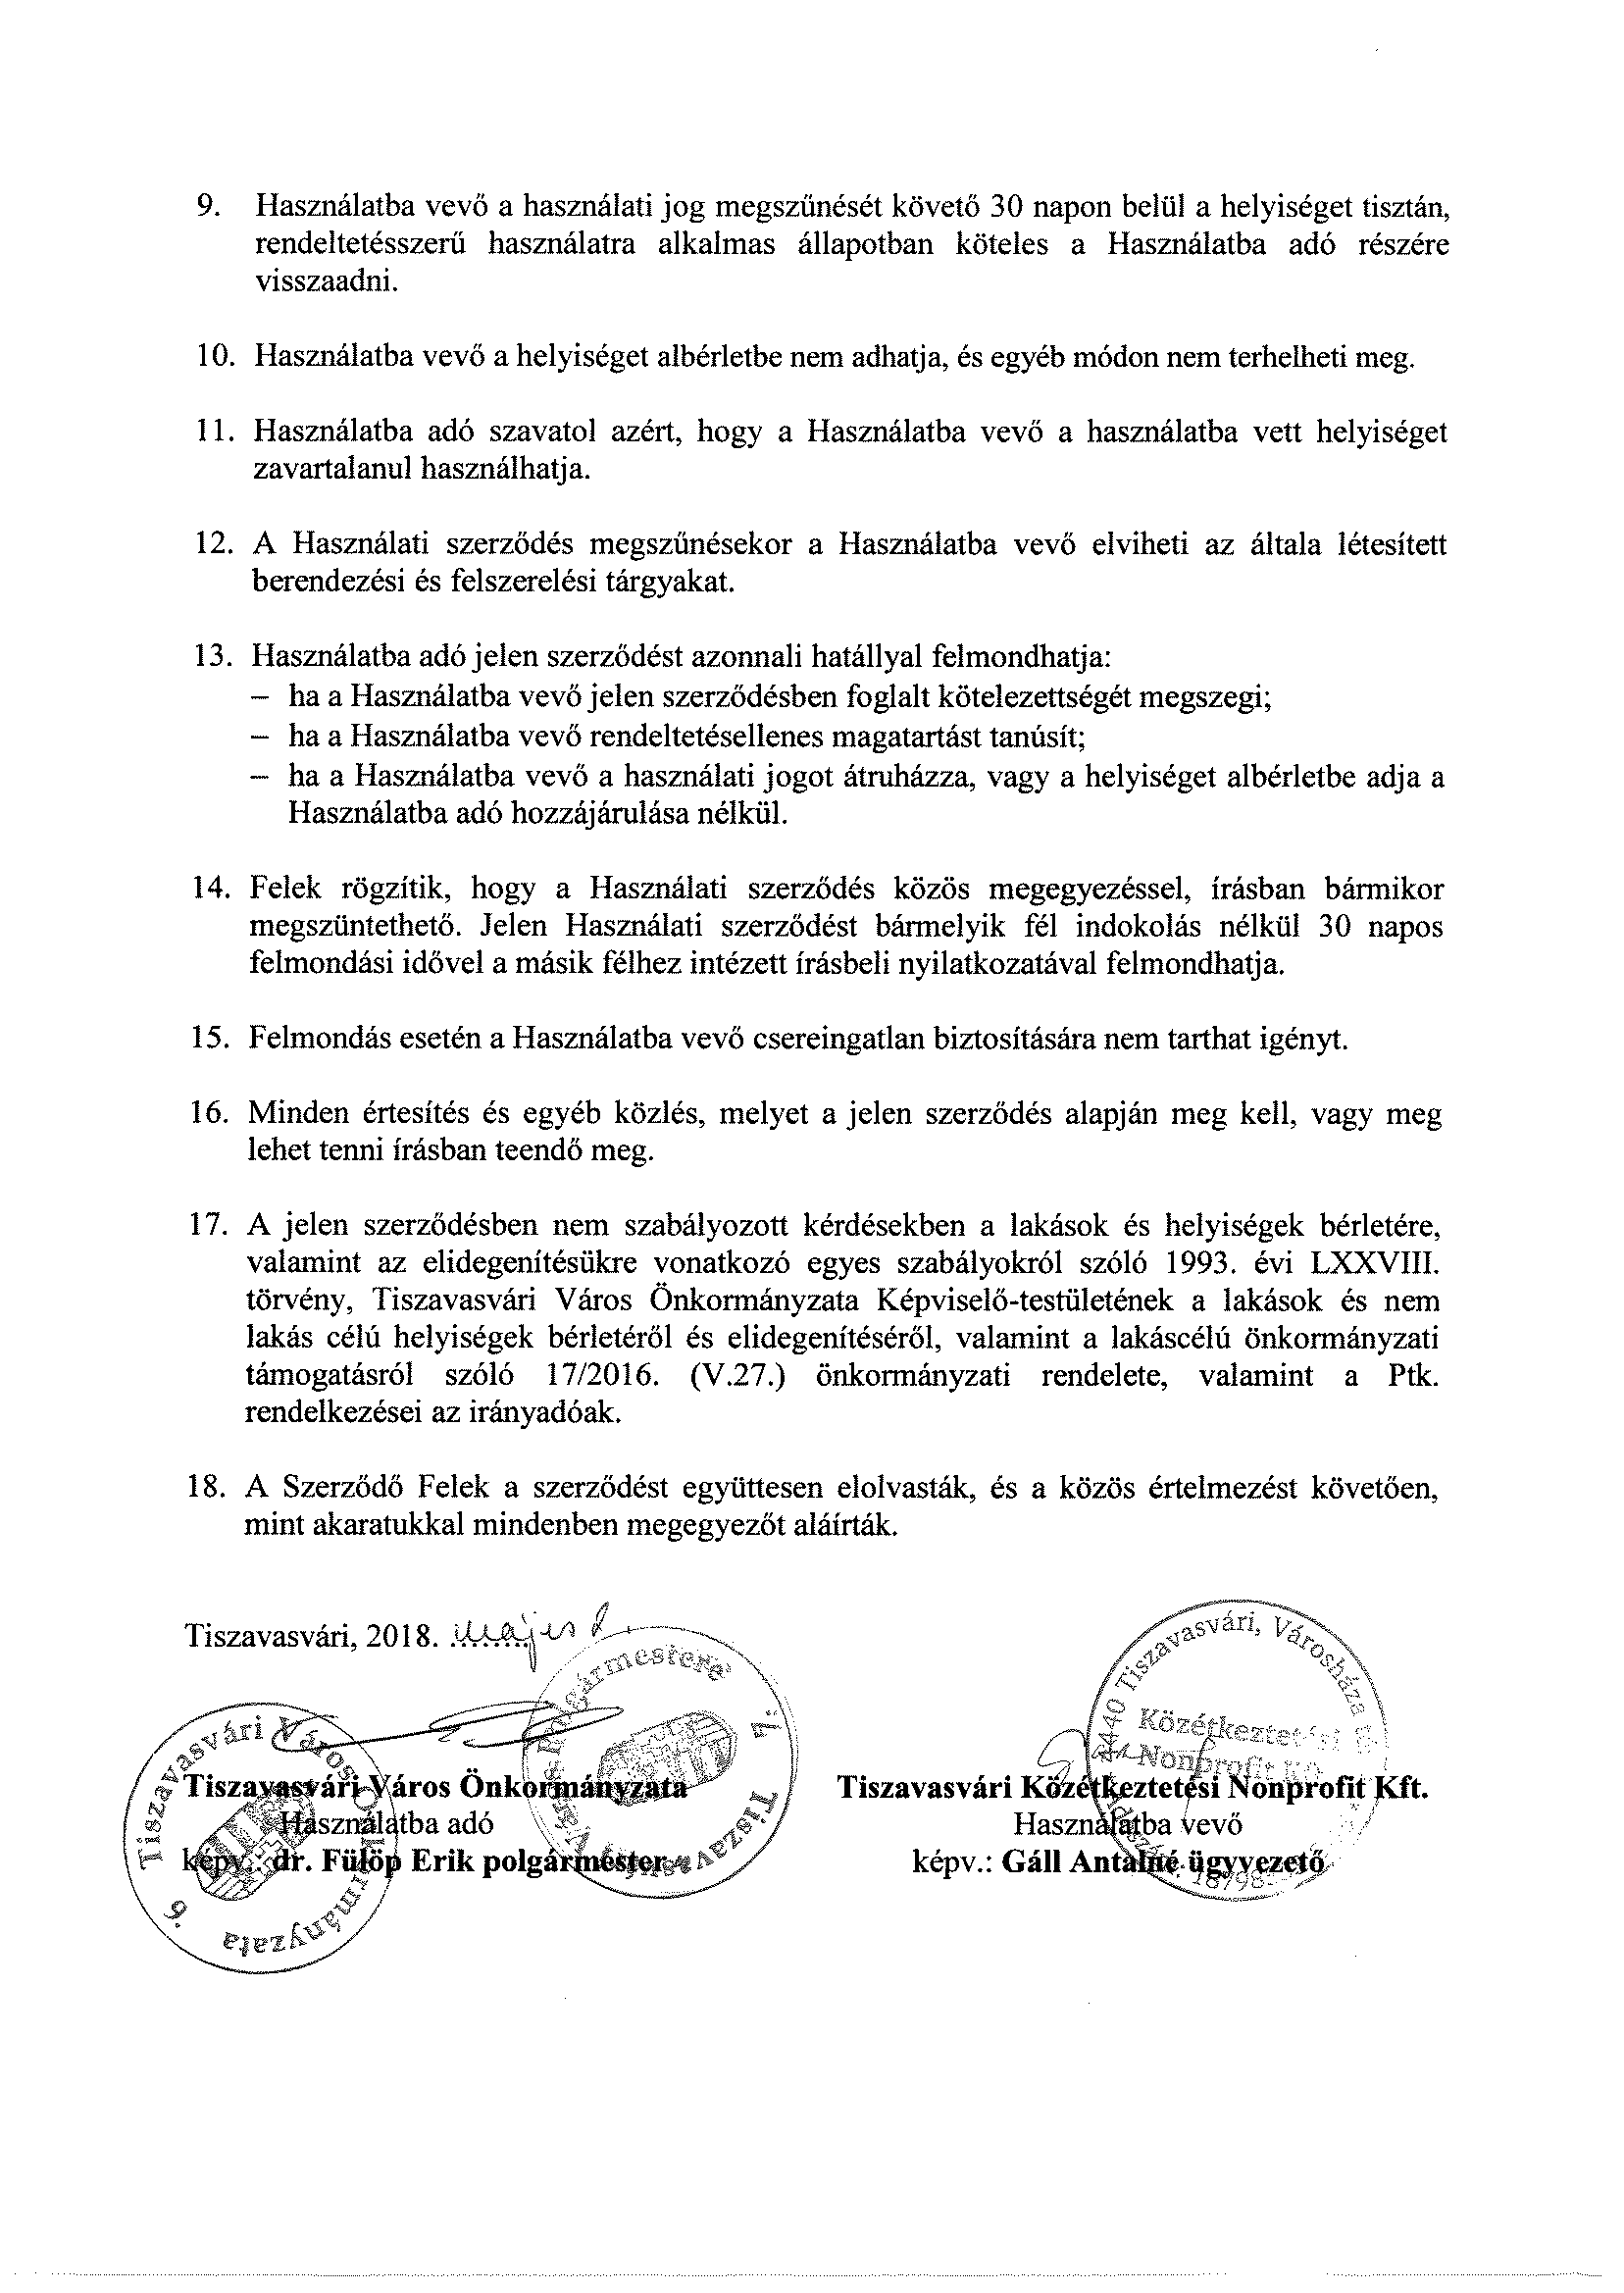 9. Használatba vevő a használati jog megszűnését követő 30 napon belül a helyiséget tisztán,
rendeltetésszerű használatra alkalmas állapotban köteles a Használatba adó részére
visszaadni.
10. Használatba vevő a helyiséget albérletbe nem adhatja, és egyéb módon nem terhelheti meg.
11. Használatba adó szavatol azért, hogy a Használatba vevő a használatba vett helyiséget
zavartalanul használhatja.
12. A Használati szerződés megszűnésekor a Használatba vevő elviheti az általa létesített
berendezési és felszerelési tárgyakat.
13. Használatba adó jelen szerződést azonnali hatállyal felmondhatja:
– ha a Használatba vevő jelen szerződésben foglalt kötelezettségét megszegi;
– ha a Használatba vevő rendeltetésellenes magatartást tanúsít;
– ha a Használatba vevő a használati jogot átruházza, vagy a helyiséget albérletbe adja a
Használatba adó hozzájárulása nélkül.
14. Felek rögzítik, hogy a Használati szerződés közös megegyezéssel, írásban bármikor
megszüntethető. Jelen Használati szerződést bármelyik fél indokolás nélkül 30 napos
felmondási idővel a másik félhez intézett írásbeli nyilatkozatával felmondhatja.
15. Felmondás esetén a Használatba vevő csereingatlan biztosítására nem tarthat igényt.
16. Minden értesítés és egyéb közlés, melyet a jelen szerződés alapján meg kell, vagy meg
lehet tenni írásban teendő meg.
17. A jelen szerződésben nem szabályozott kérdésekben a lakások és helyiségek bérletére,
valamint az elidegenítésükre vonatkozó egyes szabályokról szóló 1993. évi LXXVIII.
törvény, Tiszavasvári Város Önkormányzata Képviselő-testületének a lakások és nem
lakás célú helyiségek bérletéről és elidegenítéséről, valamint a lakáscélú önkormányzati
támogatásról szóló 17/2016. (V.27.) önkormányzati rendelete, valamint a Ptk.
rendelkezései az irányadóak.
18. A Szerződő Felek a szerződést együttesen elolvasták, és a közös értelmezést követően,
mint akaratukkal mindenben megegyezőt aláírták.
Tiszavasvári, 2018. május 2.
Tiszavasvári Város Önkormányzata
Használatba adó
képv.: dr. Fülöp Erik polgármester
Tiszavasvári Város Önkormányzata
6.
Tiszavasvári Közétkeztetési Nonprofit Kft.
Használatba vevő
képv.: Gáll Antalné ügyvezető
4440 Tiszavasvári, Városháza
Közétkeztetési
Nonprofit